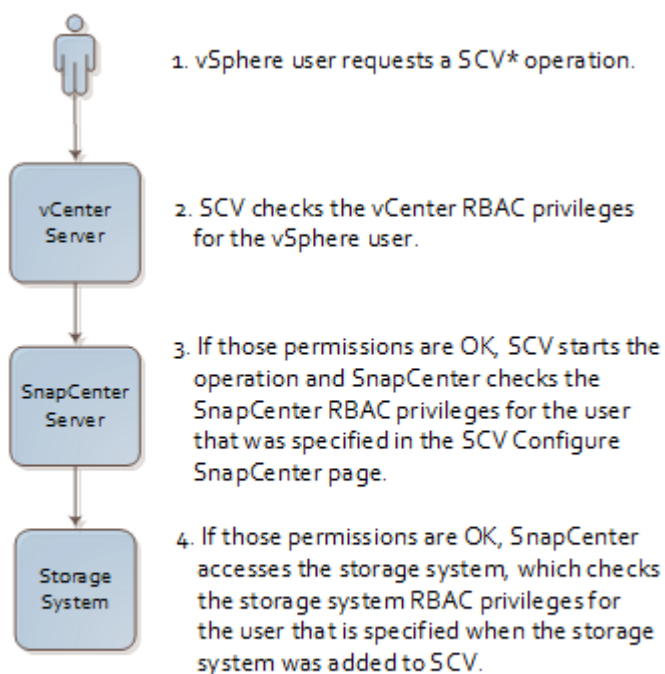 1. vSphere user requests a SCV* operation.
vCenter
Server
2. SCV checks the vCenter RBAC privileges
for the vSphere user.
SnapCenter
Server
3. If those permissions are OK, SCV starts the
operation and SnapCenter checks the
SnapCenter RBAC privileges for the user
that was specified in the SCV Configure
SnapCenter page.
Storage
System
4. If those permissions are OK, SnapCenter
accesses the storage system, which checks
the storage system RBAC privileges for
the user that is specified when the storage
system was added to SCV.